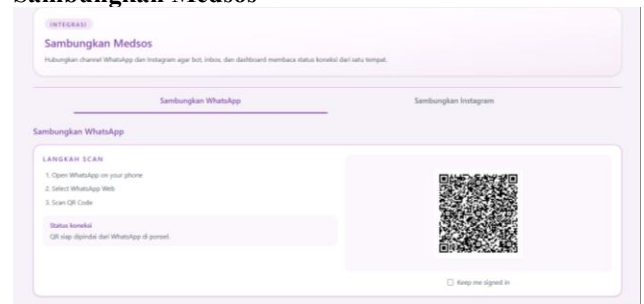 Sambungkan Medsos
INTEGRASI
Sambungkan Medsos
Hubungkan channel WhatsApp dan Instagram agar bot, inbox, dan dashboard membaca status koneksi dari satu tempat.
Sambungkan WhatsApp
Sambungkan Instagram
Sambungkan WhatsApp
LANGKAH SCAN
1. Open WhatsApp on your phone
2. Select WhatsApp Web
3. Scan QR Code
Status koneksi
QR siap dipindai dari WhatsApp di ponsel.
Keep me signed in